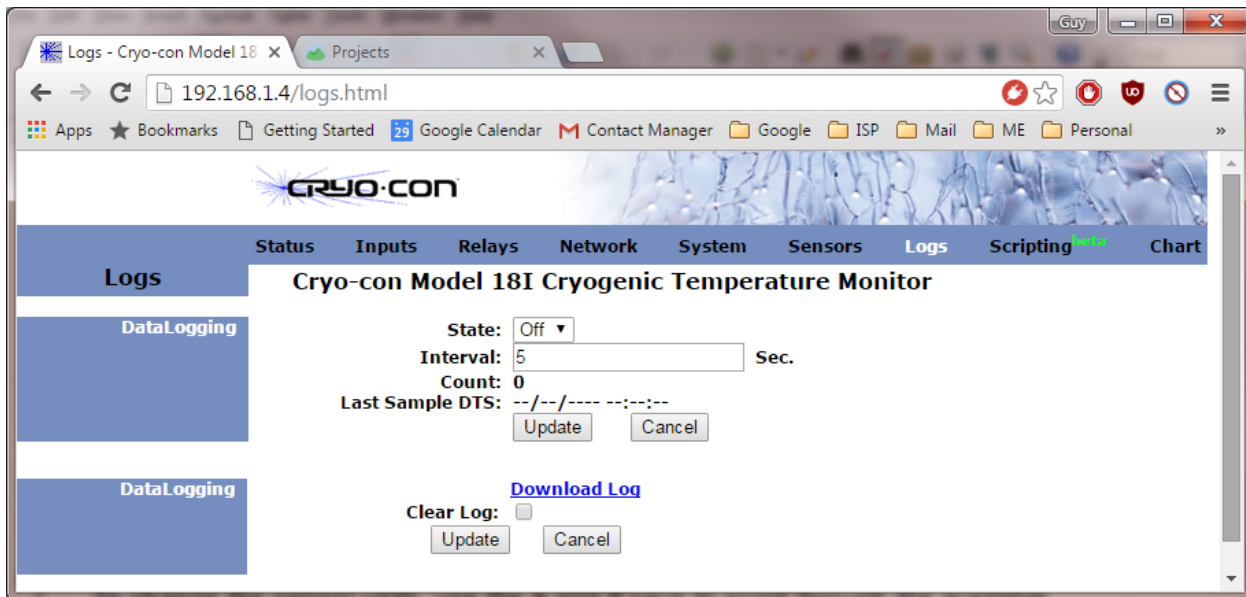 Guy
Logs - Cryo-con Model 18
Projects
192.168.1.4/logs.html
Apps Bookmarks Getting Started 29 Google Calendar Contact Manager Google ISP Mail ME Personal »
CRYO·CON
Status Inputs Relays Network System Sensors Logs Scripting Chart
Logs
Cryo-con Model 18I Cryogenic Temperature Monitor
DataLogging
State: Off
Interval: 5 Sec.
Count: 0
Last Sample DTS: --/--/---- --:--:--
Update Cancel
DataLogging
Download Log
Clear Log:
Update Cancel